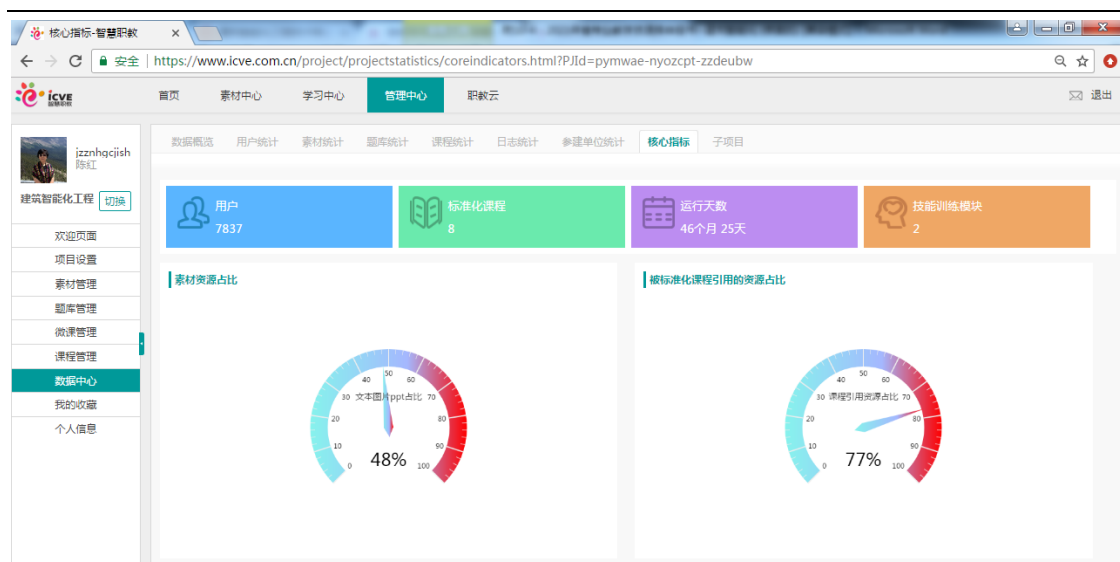 核心指标-智慧职教
安全 https://www.icve.com.cn/project/projectstatistics/coreindicators.html?PJId=pymwae-nyozcpt-zzdeubw
icve 智慧职教 首页 素材中心 学习中心 管理中心 职教云 退出
数据概览 用户统计 素材统计 题库统计 课程统计 日志统计 参建单位统计 核心指标 子项目
jzznhgcjish
陈红
建筑智能化工程 切换
欢迎页面
项目设置
素材管理
题库管理
微课管理
课程管理
数据中心
我的收藏
个人信息
用户
7837
标准化课程
8
运行天数
46个月 25天
技能训练模块
2
素材资源占比
0 10 20 30 40 50 60 70 80 90 100
文本图片ppt占比
48%
被标准化课程引用的资源占比
0 10 20 30 40 50 60 70 80 90 100
课程引用资源占比
77%